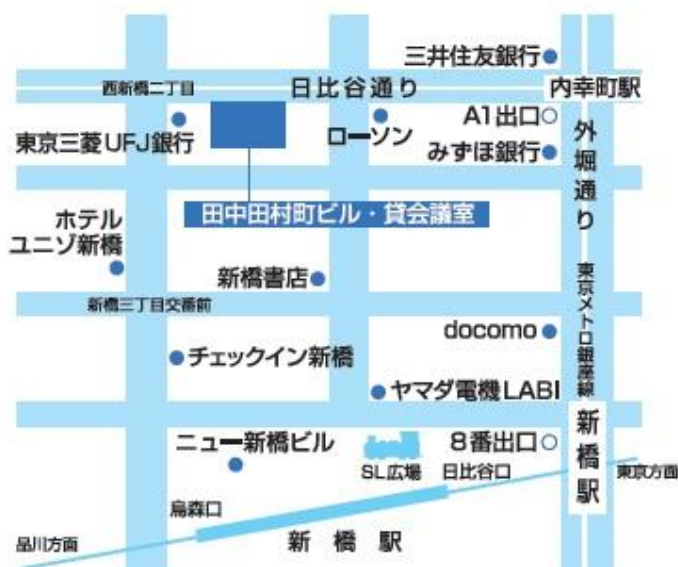 三井住友銀行
西新橋二丁目
日比谷通り
内幸町駅
A1出口
東京三菱UFJ銀行
ローソン
みずほ銀行
外堀通り
田中田村町ビル・貸会議室
ホテル
ユニゾ新橋
新橋書店
東京メトロ銀座線
新橋三丁目交番前
docomo
チェックイン新橋
ヤマダ電機LABI
新橋駅
ニュー新橋ビル
8番出口
SL広場
日比谷口
東京方面
烏森口
新橋駅
品川方面